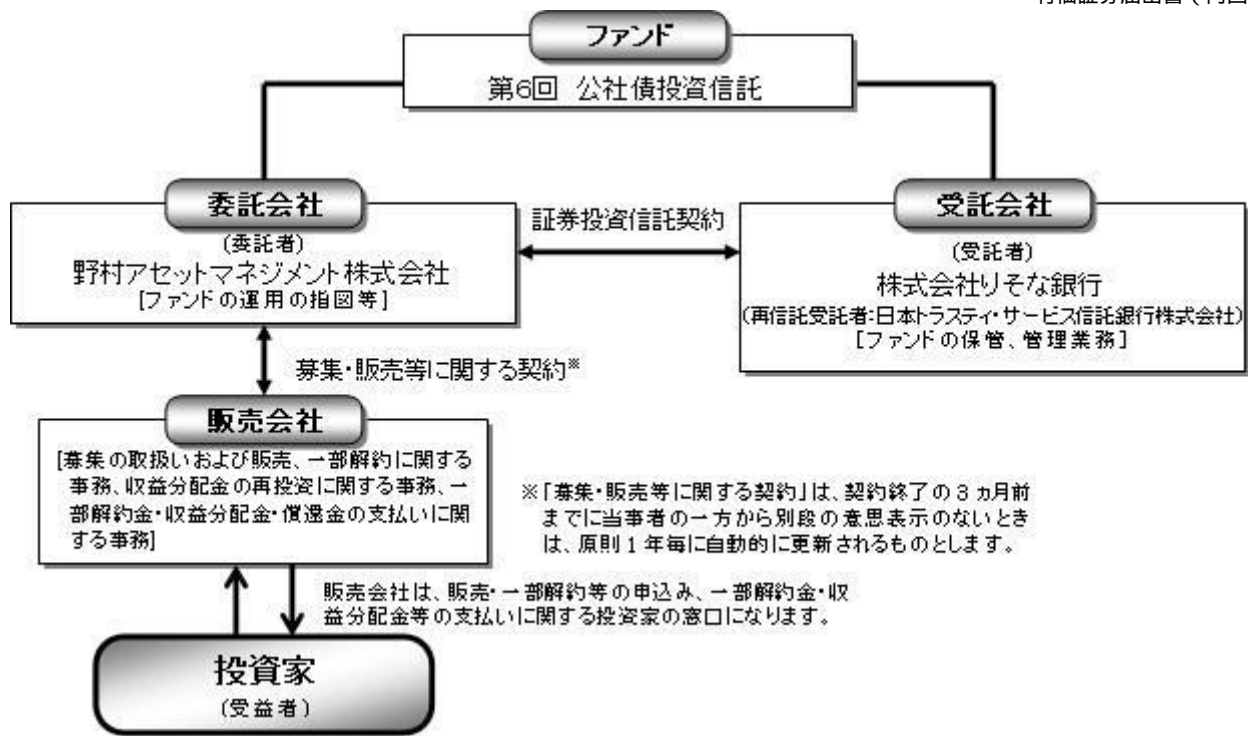 ファンド
第6回 公社債投資信託
委託会社
(委託者)
野村アセットマネジメント株式会社
[ファンドの運用の指図等]
証券投資信託契約
受託会社
(受託者)
株式会社りそな銀行
(再信託受託者:日本トラスティ・サービス信託銀行株式会社)
[ファンドの保管、管理業務]
募集・販売等に関する契約※
販売会社
[募集の取扱いおよび販売、一部解約に関する
事務、収益分配金の再投資に関する事務、一
部解約金・収益分配金・償還金の支払いに関
する事務]
※「募集・販売等に関する契約」は、契約終了の3ヵ月前
までに当事者の一方から別段の意思表示のないとき
は、原則1年毎に自動的に更新されるものとします。
販売会社は、販売・一部解約等の申込み、一部解約金・収
益分配金等の支払いに関する投資家の窓口になります。
投資家
(受益者)